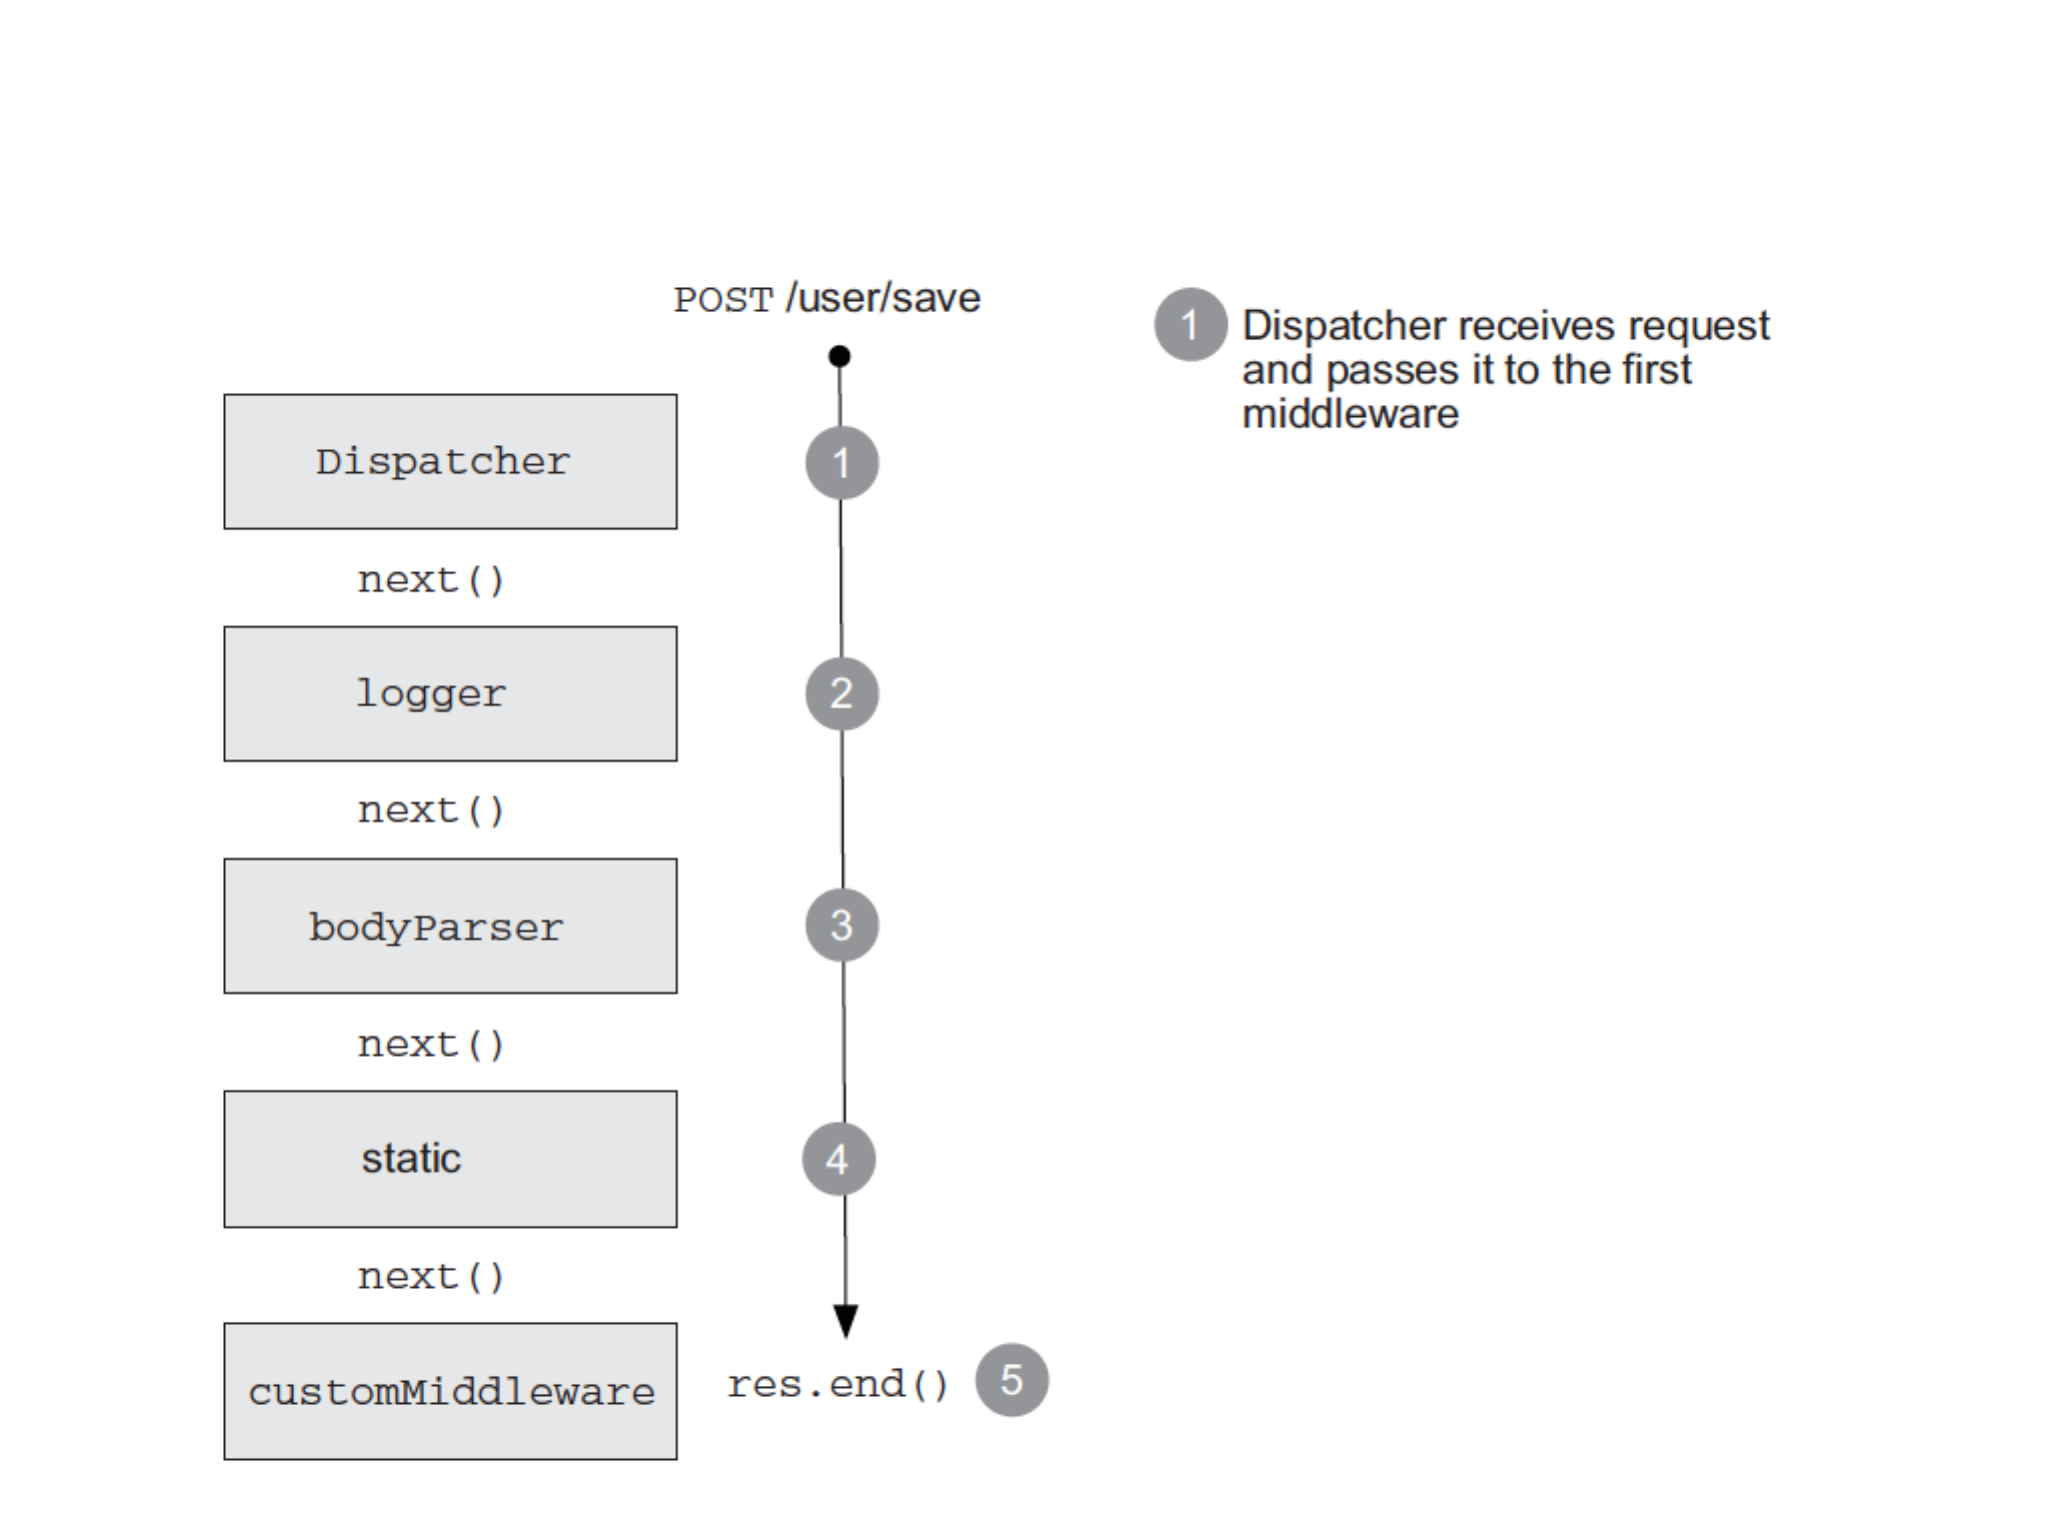 POST /user/save
1 Dispatcher receives request
and passes it to the first
middleware
Dispatcher
1
next()
logger
2
next()
bodyParser
3
next()
static
4
next()
customMiddleware
res.end() 5